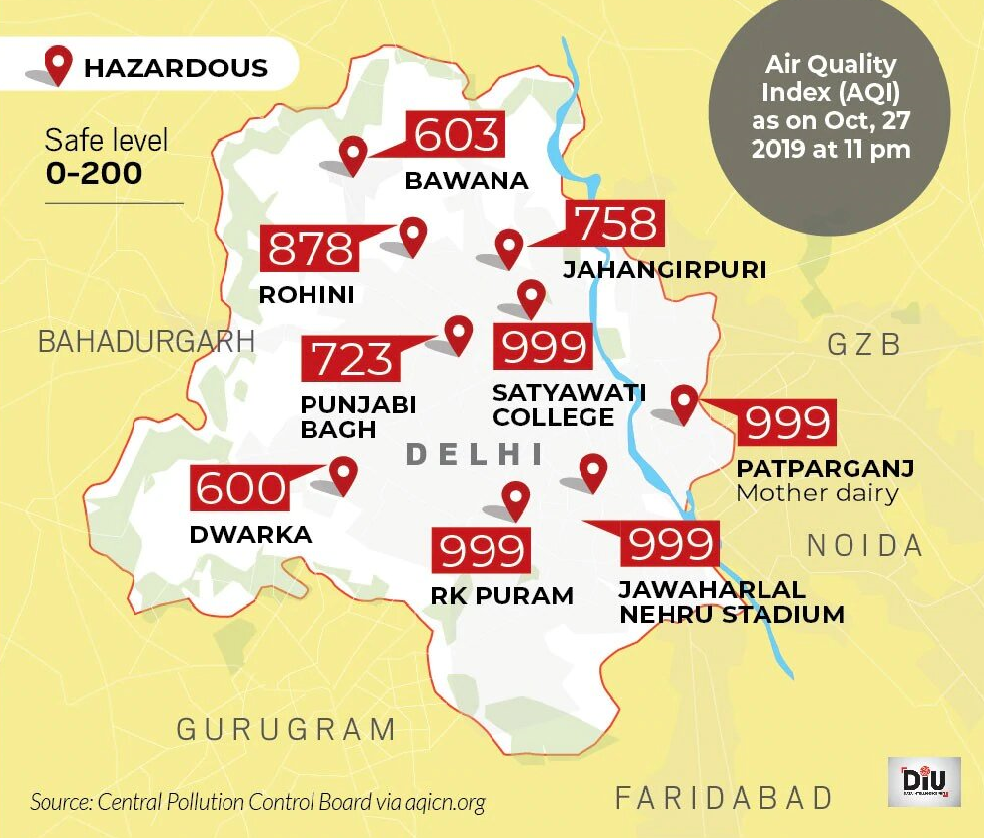 HAZARDOUS
Safe level
0-200
Air Quality
Index (AQI)
as on Oct, 27
2019 at 11 pm
603
BAWANA
758
JAHANGIRPURI
878
ROHINI
BAHADURGARH
GZB
723
PUNJABI
BAGH
999
SATYAWATI
COLLEGE
999
PATPARGANJ
Mother dairy
DELHI
600
DWARKA
999
RK PURAM
999
JAWAHARLAL
NEHRU STADIUM
NOIDA
GURUGRAM
FARIDABAD
Source: Central Pollution Control Board via aqicn.org
DIU